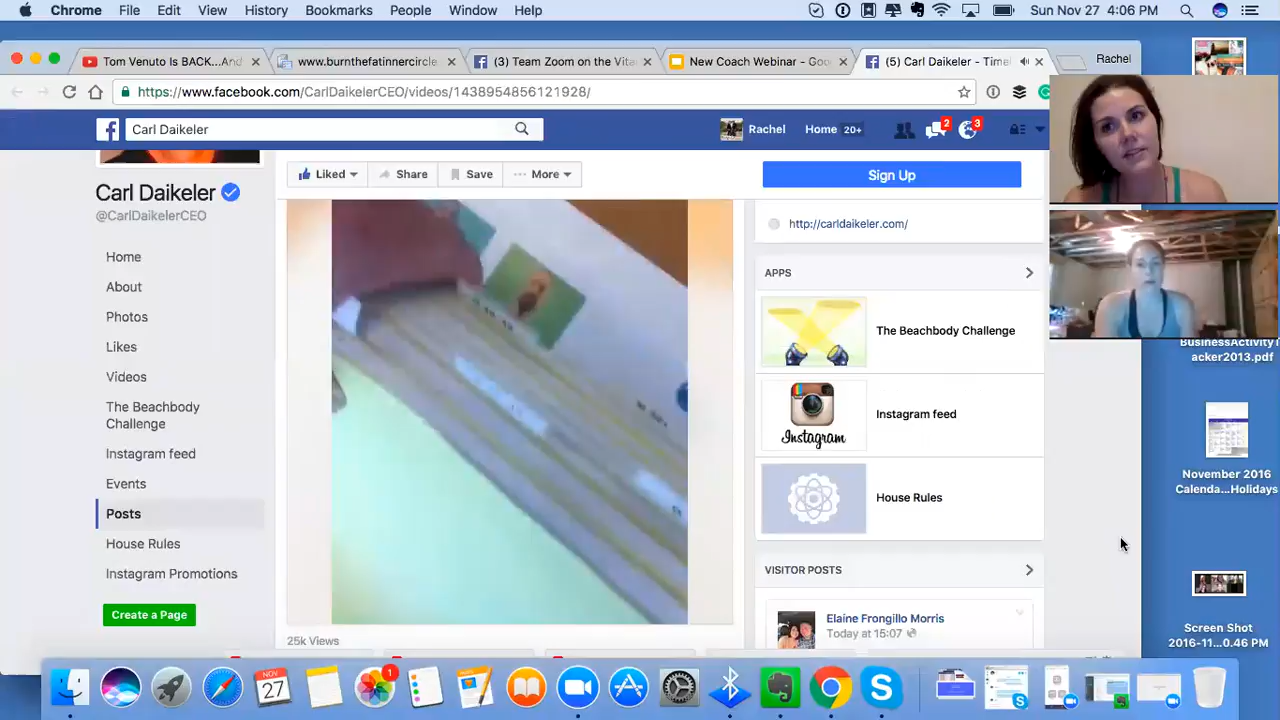 Chrome File Edit View History Bookmarks People Window Help Sun Nov 27 4:06 PM
Tom Venuto Is BACK...And
www.burnthefatinnercircle
(3) Team Zoom on the Vita
New Coach Webinar - Goo
(5) Carl Daikeler - Timel
Rachel
https://www.facebook.com/CarlDaikelerCEO/videos/1438954856121928/
Carl Daikeler
Rachel
Home 20+
2
3
Carl Daikeler
@CarlDaikelerCEO
Home
About
Photos
Likes
Videos
The Beachbody
Challenge
Instagram feed
Events
Posts
House Rules
Instagram Promotions
Create a Page
Liked
Share
Save
More
25k Views
Sign Up
http://carldaikeler.com/
APPS
The Beachbody Challenge
Instagram
Instagram feed
House Rules
VISITOR POSTS
Elaine Frongillo Morris
Today at 15:07
acker2013.pdf
November 2016
Calenda...Holidays
Screen Shot
2016-11...0.46 PM
NOV
27
1